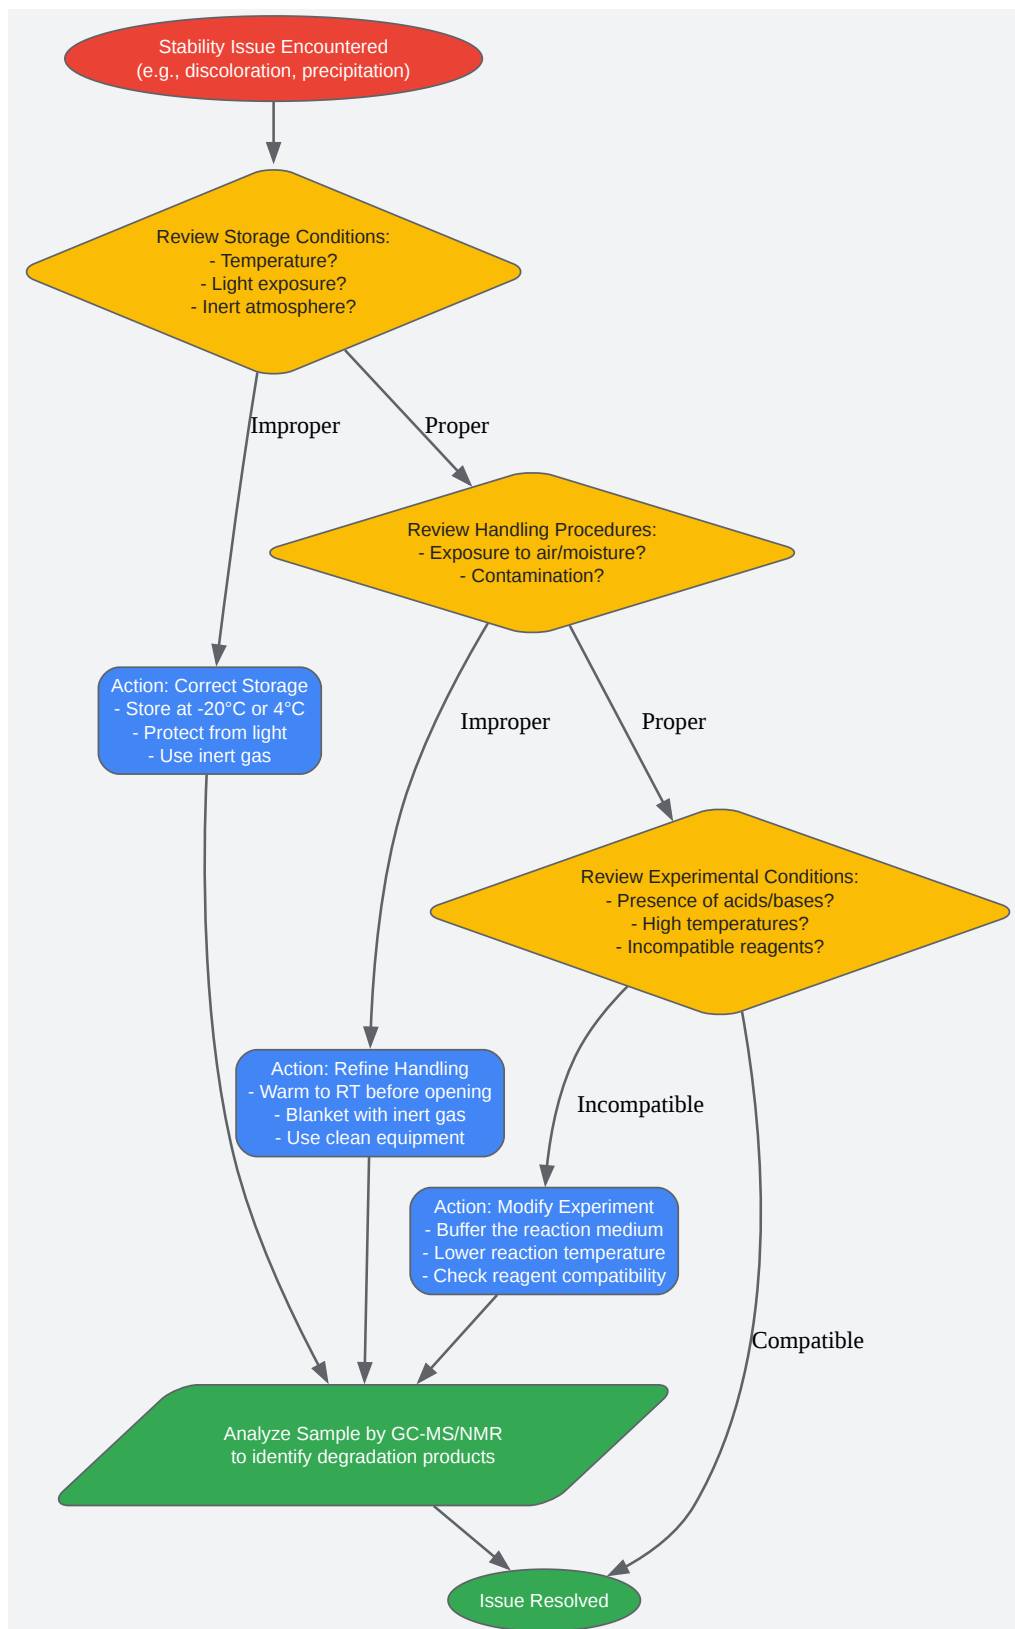 Stability Issue Encountered
(e.g., discoloration, precipitation)
Review Storage Conditions:
- Temperature?
- Light exposure?
- Inert atmosphere?
Improper
Proper
Review Handling Procedures:
- Exposure to air/moisture?
- Contamination?
Action: Correct Storage
- Store at -20°C or 4°C
- Protect from light
- Use inert gas
Improper
Proper
Review Experimental Conditions:
- Presence of acids/bases?
- High temperatures?
- Incompatible reagents?
Action: Refine Handling
- Warm to RT before opening
- Blanket with inert gas
- Use clean equipment
Incompatible
Action: Modify Experiment
- Buffer the reaction medium
- Lower reaction temperature
- Check reagent compatibility
Compatible
Analyze Sample by GC-MS/NMR
to identify degradation products
Issue Resolved